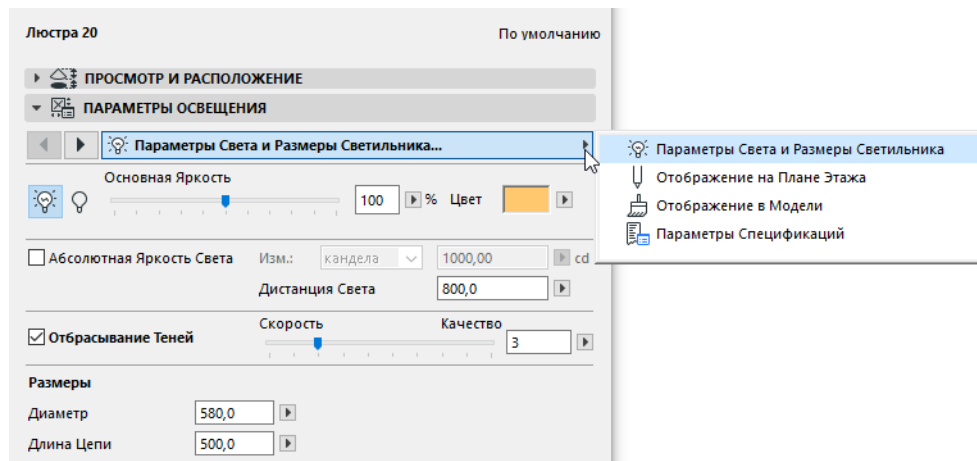 Люстра 20 По умолчанию
ПРОСМОТР И РАСПОЛОЖЕНИЕ
ПАРАМЕТРЫ ОСВЕЩЕНИЯ
Параметры Света и Размеры Светильника...
Параметры Света и Размеры Светильника
Отображение на Плане Этажа
Отображение в Модели
Параметры Спецификаций
Основная Яркость
100 % Цвет
Абсолютная Яркость Света Изм.: кандела 1000,00 cd
Дистанция Света 800,0
Скорость Качество
Отбрасывание Теней 3
Размеры
Диаметр 580,0
Длина Цепи 500,0